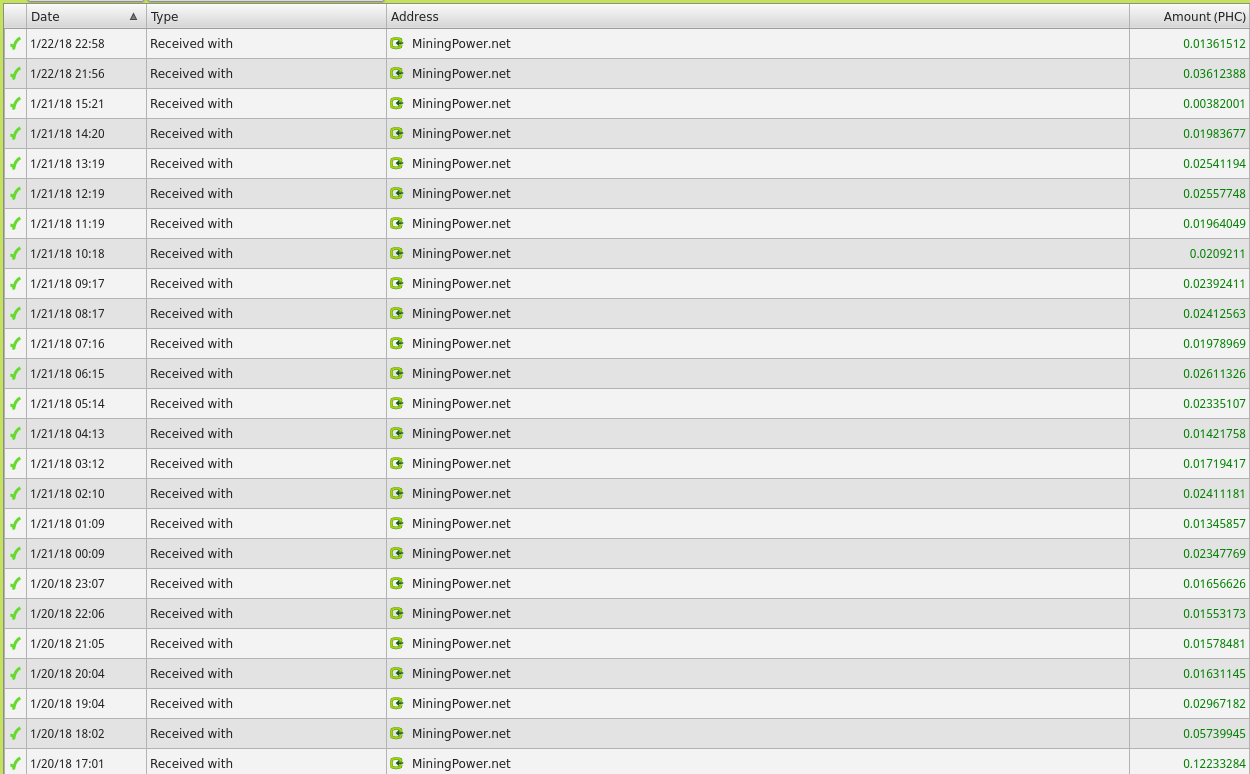 Date Type Address Amount (PHC)
1/22/18 22:58 Received with MiningPower.net 0.01361512
1/22/18 21:56 Received with MiningPower.net 0.03612388
1/21/18 15:21 Received with MiningPower.net 0.00382001
1/21/18 14:20 Received with MiningPower.net 0.01983677
1/21/18 13:19 Received with MiningPower.net 0.02541194
1/21/18 12:19 Received with MiningPower.net 0.02557748
1/21/18 11:19 Received with MiningPower.net 0.01964049
1/21/18 10:18 Received with MiningPower.net 0.0209211
1/21/18 09:17 Received with MiningPower.net 0.02392411
1/21/18 08:17 Received with MiningPower.net 0.02412563
1/21/18 07:16 Received with MiningPower.net 0.01978969
1/21/18 06:15 Received with MiningPower.net 0.02611326
1/21/18 05:14 Received with MiningPower.net 0.02335107
1/21/18 04:13 Received with MiningPower.net 0.01421758
1/21/18 03:12 Received with MiningPower.net 0.01719417
1/21/18 02:10 Received with MiningPower.net 0.02411181
1/21/18 01:09 Received with MiningPower.net 0.01345857
1/21/18 00:09 Received with MiningPower.net 0.02347769
1/20/18 23:07 Received with MiningPower.net 0.01656626
1/20/18 22:06 Received with MiningPower.net 0.01553173
1/20/18 21:05 Received with MiningPower.net 0.01578481
1/20/18 20:04 Received with MiningPower.net 0.01631145
1/20/18 19:04 Received with MiningPower.net 0.02967182
1/20/18 18:02 Received with MiningPower.net 0.05739945
1/20/18 17:01 Received with MiningPower.net 0.12233284